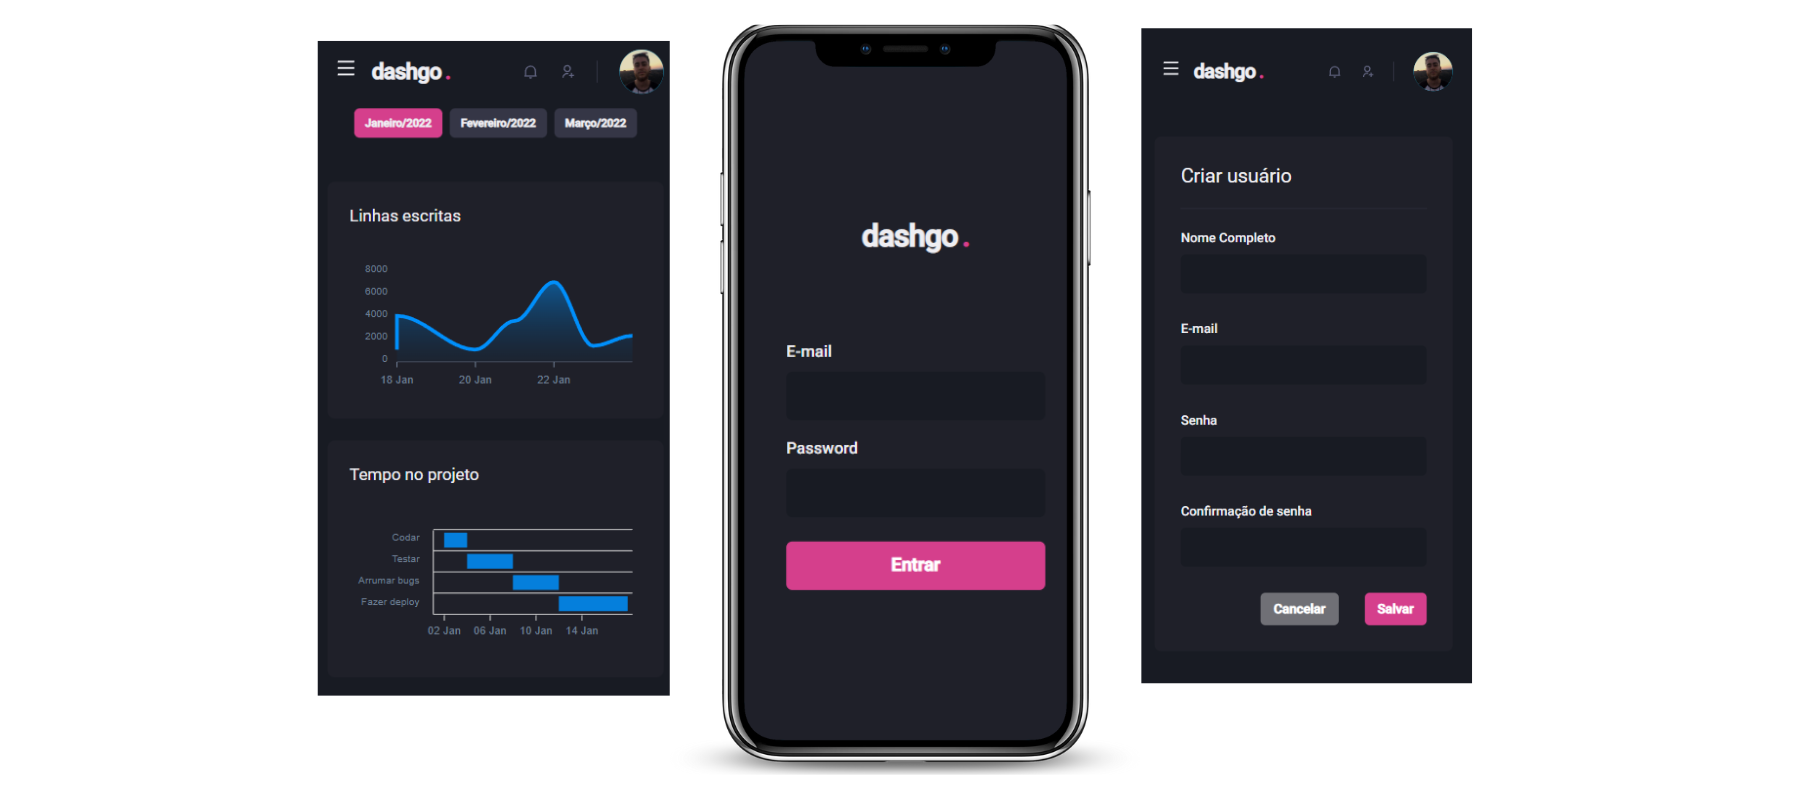 dashgo.
Janeiro/2022 Fevereiro/2022 Março/2022
Linhas escritas
8000
6000
4000
2000
0
18 Jan 20 Jan 22 Jan
Tempo no projeto
Codar
Testar
Arrumar bugs
Fazer deploy
02 Jan 06 Jan 10 Jan 14 Jan
dashgo.
E-mail
Password
Entrar
dashgo.
Criar usuário
Nome Completo
E-mail
Senha
Confirmação de senha
Cancelar Salvar